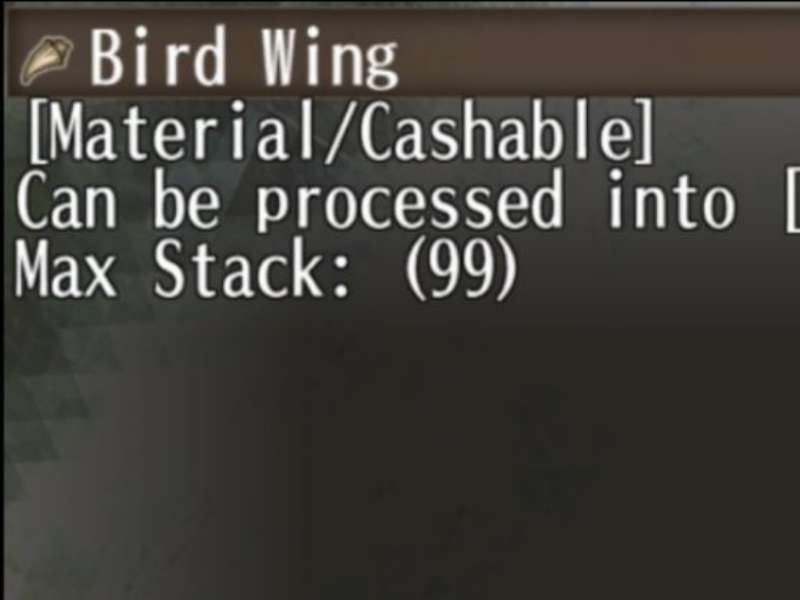 Bird Wing
[Material/Cashable]
Can be processed into [
Max Stack: (99)